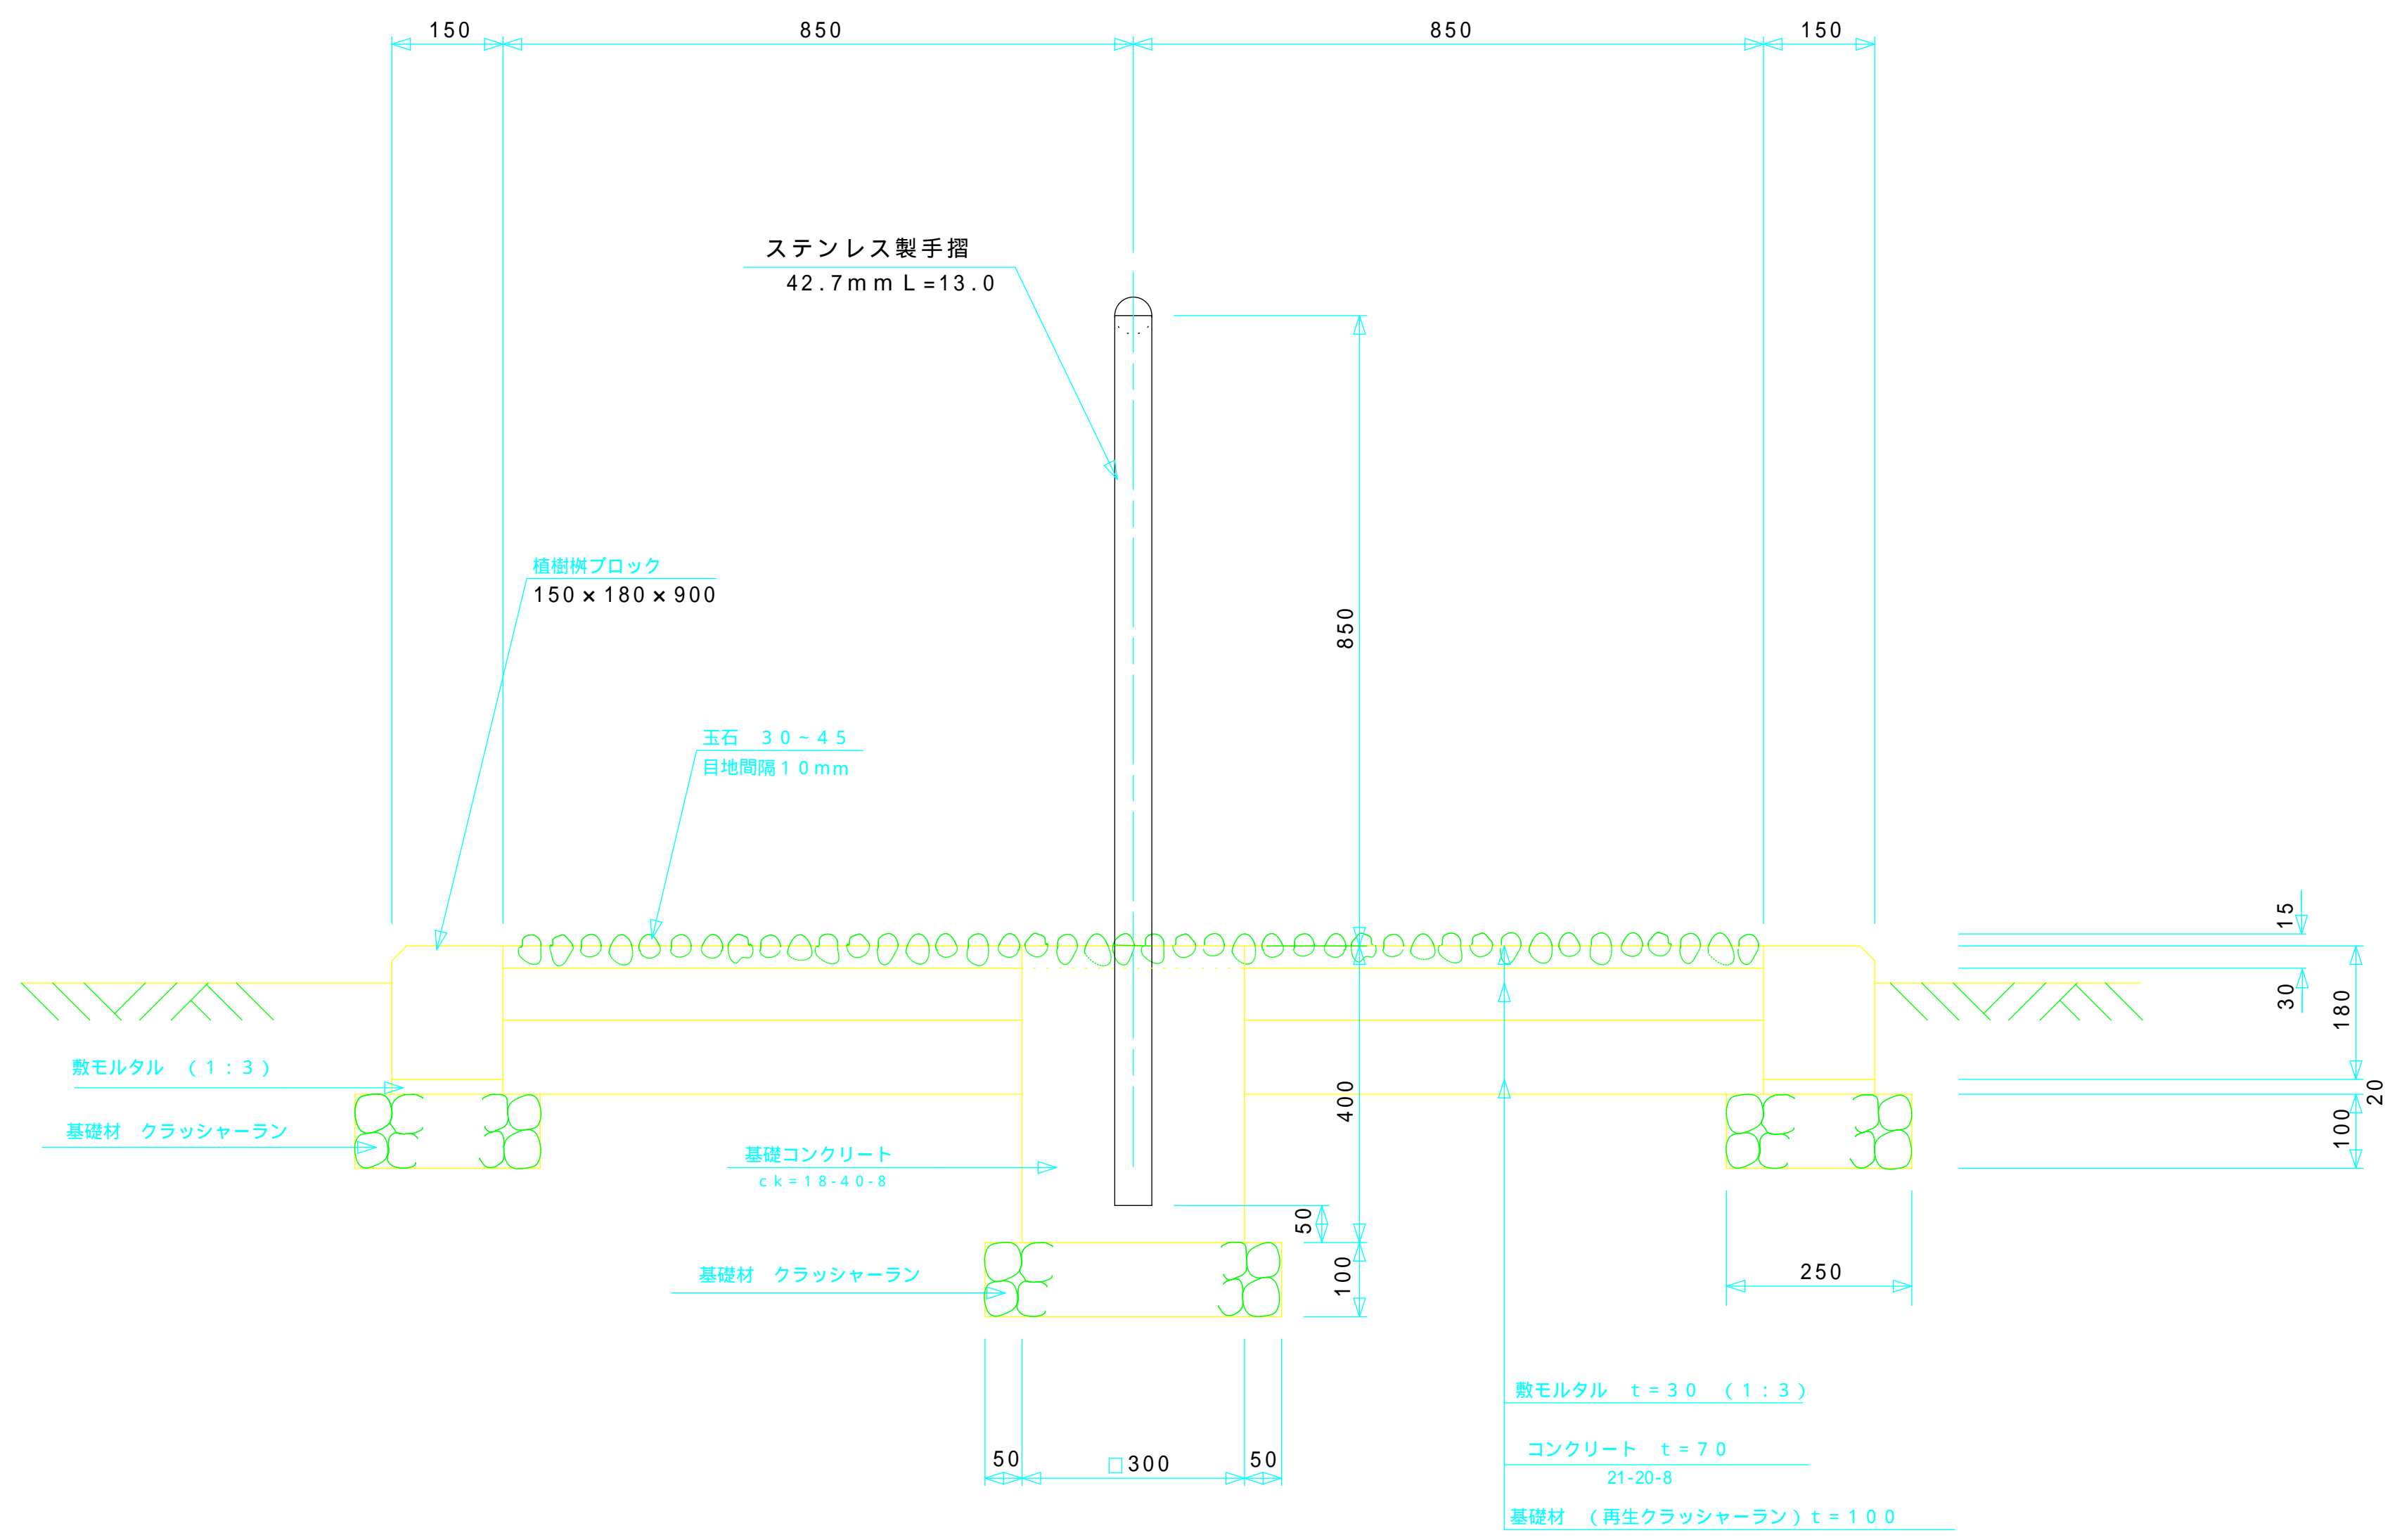 150
850
850
150
ステンレス製手摺
42.7mm L=13.0
植樹桝ブロック
150×180×900
850
玉石　３０~４５
目地間隔１０mm
15
30
180
20
100
敷モルタル　（１：３）
基礎材　クラッシャーラン
400
基礎コンクリート
ck=18-40-8
50
100
基礎材　クラッシャーラン
250
50
□300
50
敷モルタル　ｔ＝３０　（１：３）
コンクリート　ｔ＝７０
21-20-8
基礎材　（再生クラッシャーラン）ｔ＝１００